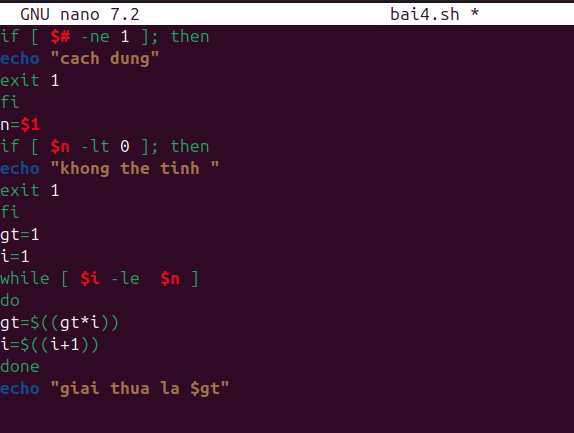 GNU nano 7.2 bai4.sh *
if [ $# -ne 1 ]; then
echo "cach dung"
exit 1
fi
n=$1
if [ $n -lt 0 ]; then
echo "khong the tinh "
exit 1
fi
gt=1
i=1
while [ $i -le  $n ]
do
gt=$((gt*i))
i=$((i+1))
done
echo "giai thua la $gt"